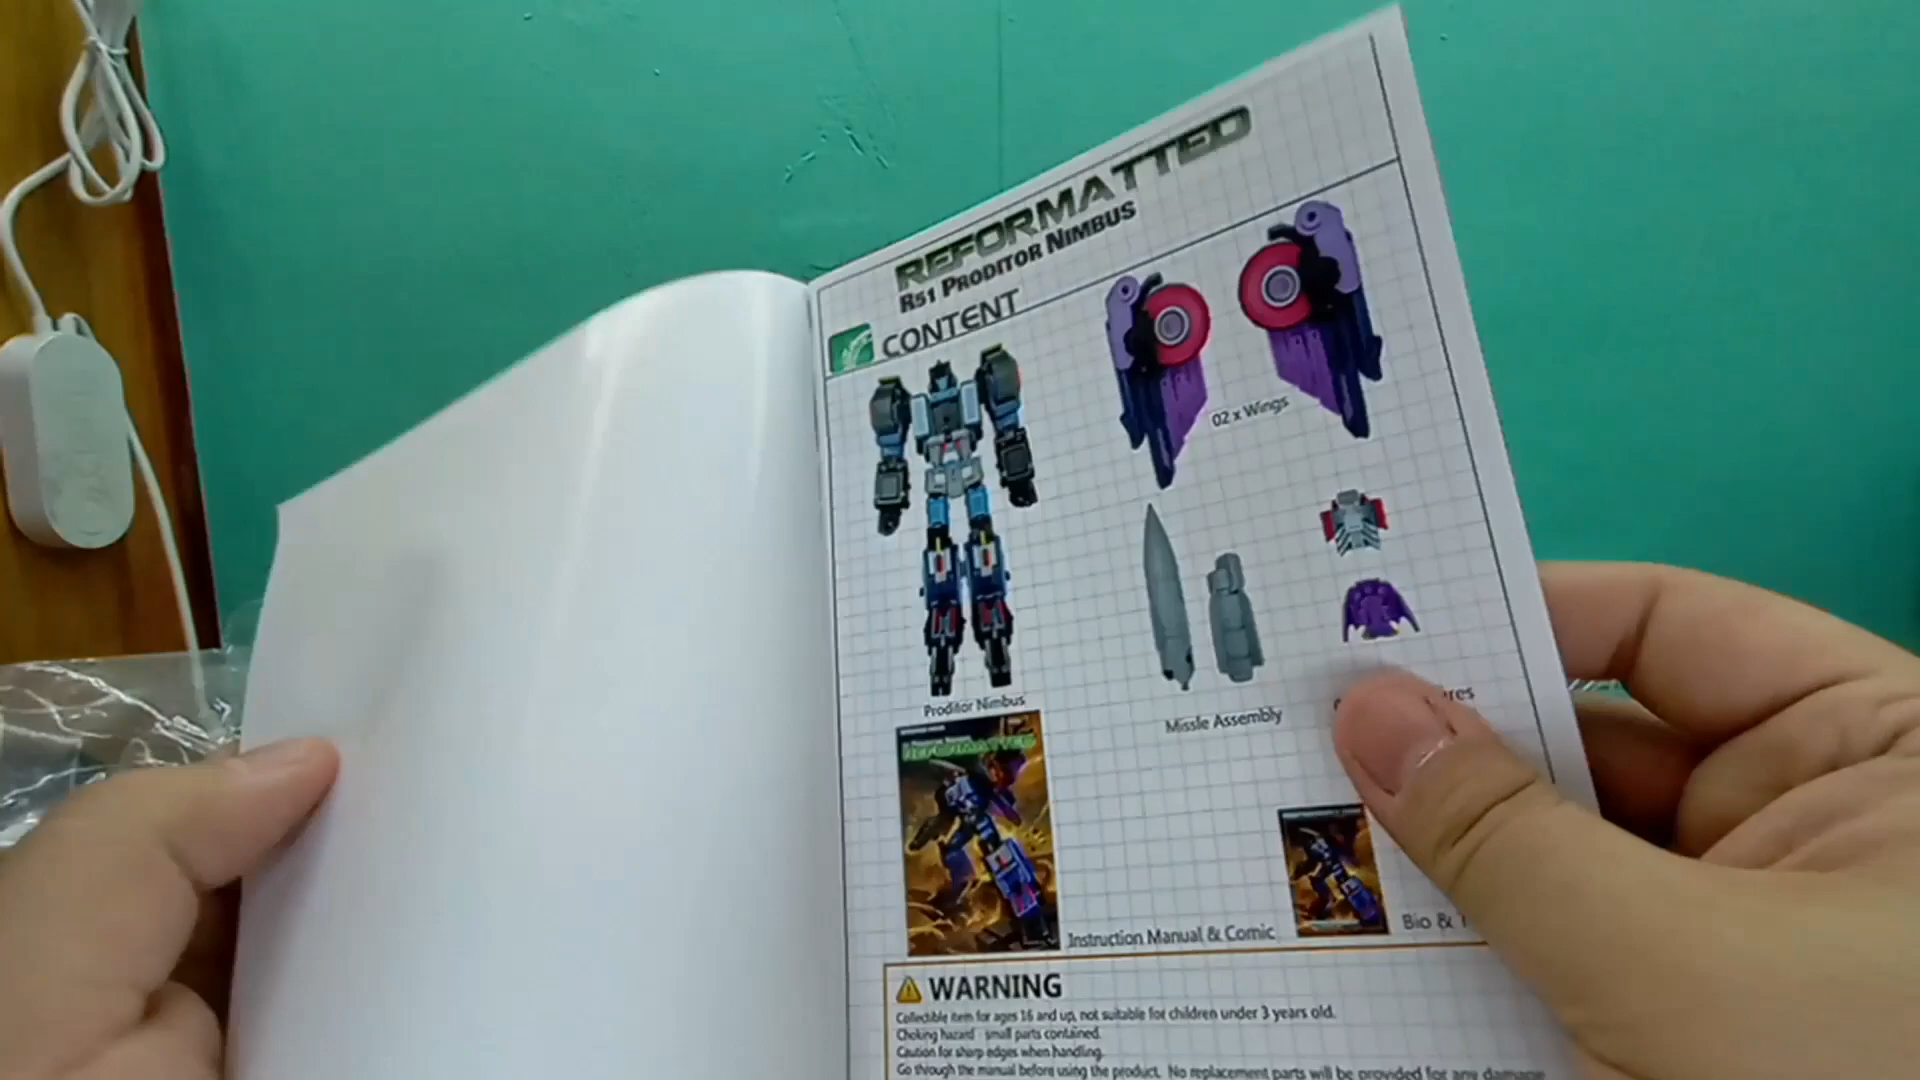 REFORMATTED
R51 PRODITOR NIMBUS
CONTENT
02 x Wings
Proditor Nimbus
Missle Assembly
REFORMATTED
Instruction Manual & Comic
Bio &
WARNING
Collectible item for ages 16 and up, not suitable for children under 3 years old.
Choking hazard - small parts contained.
Caution for sharp edges when handling.
Go through the manual before using the product. No replacement parts will be provided for any damage